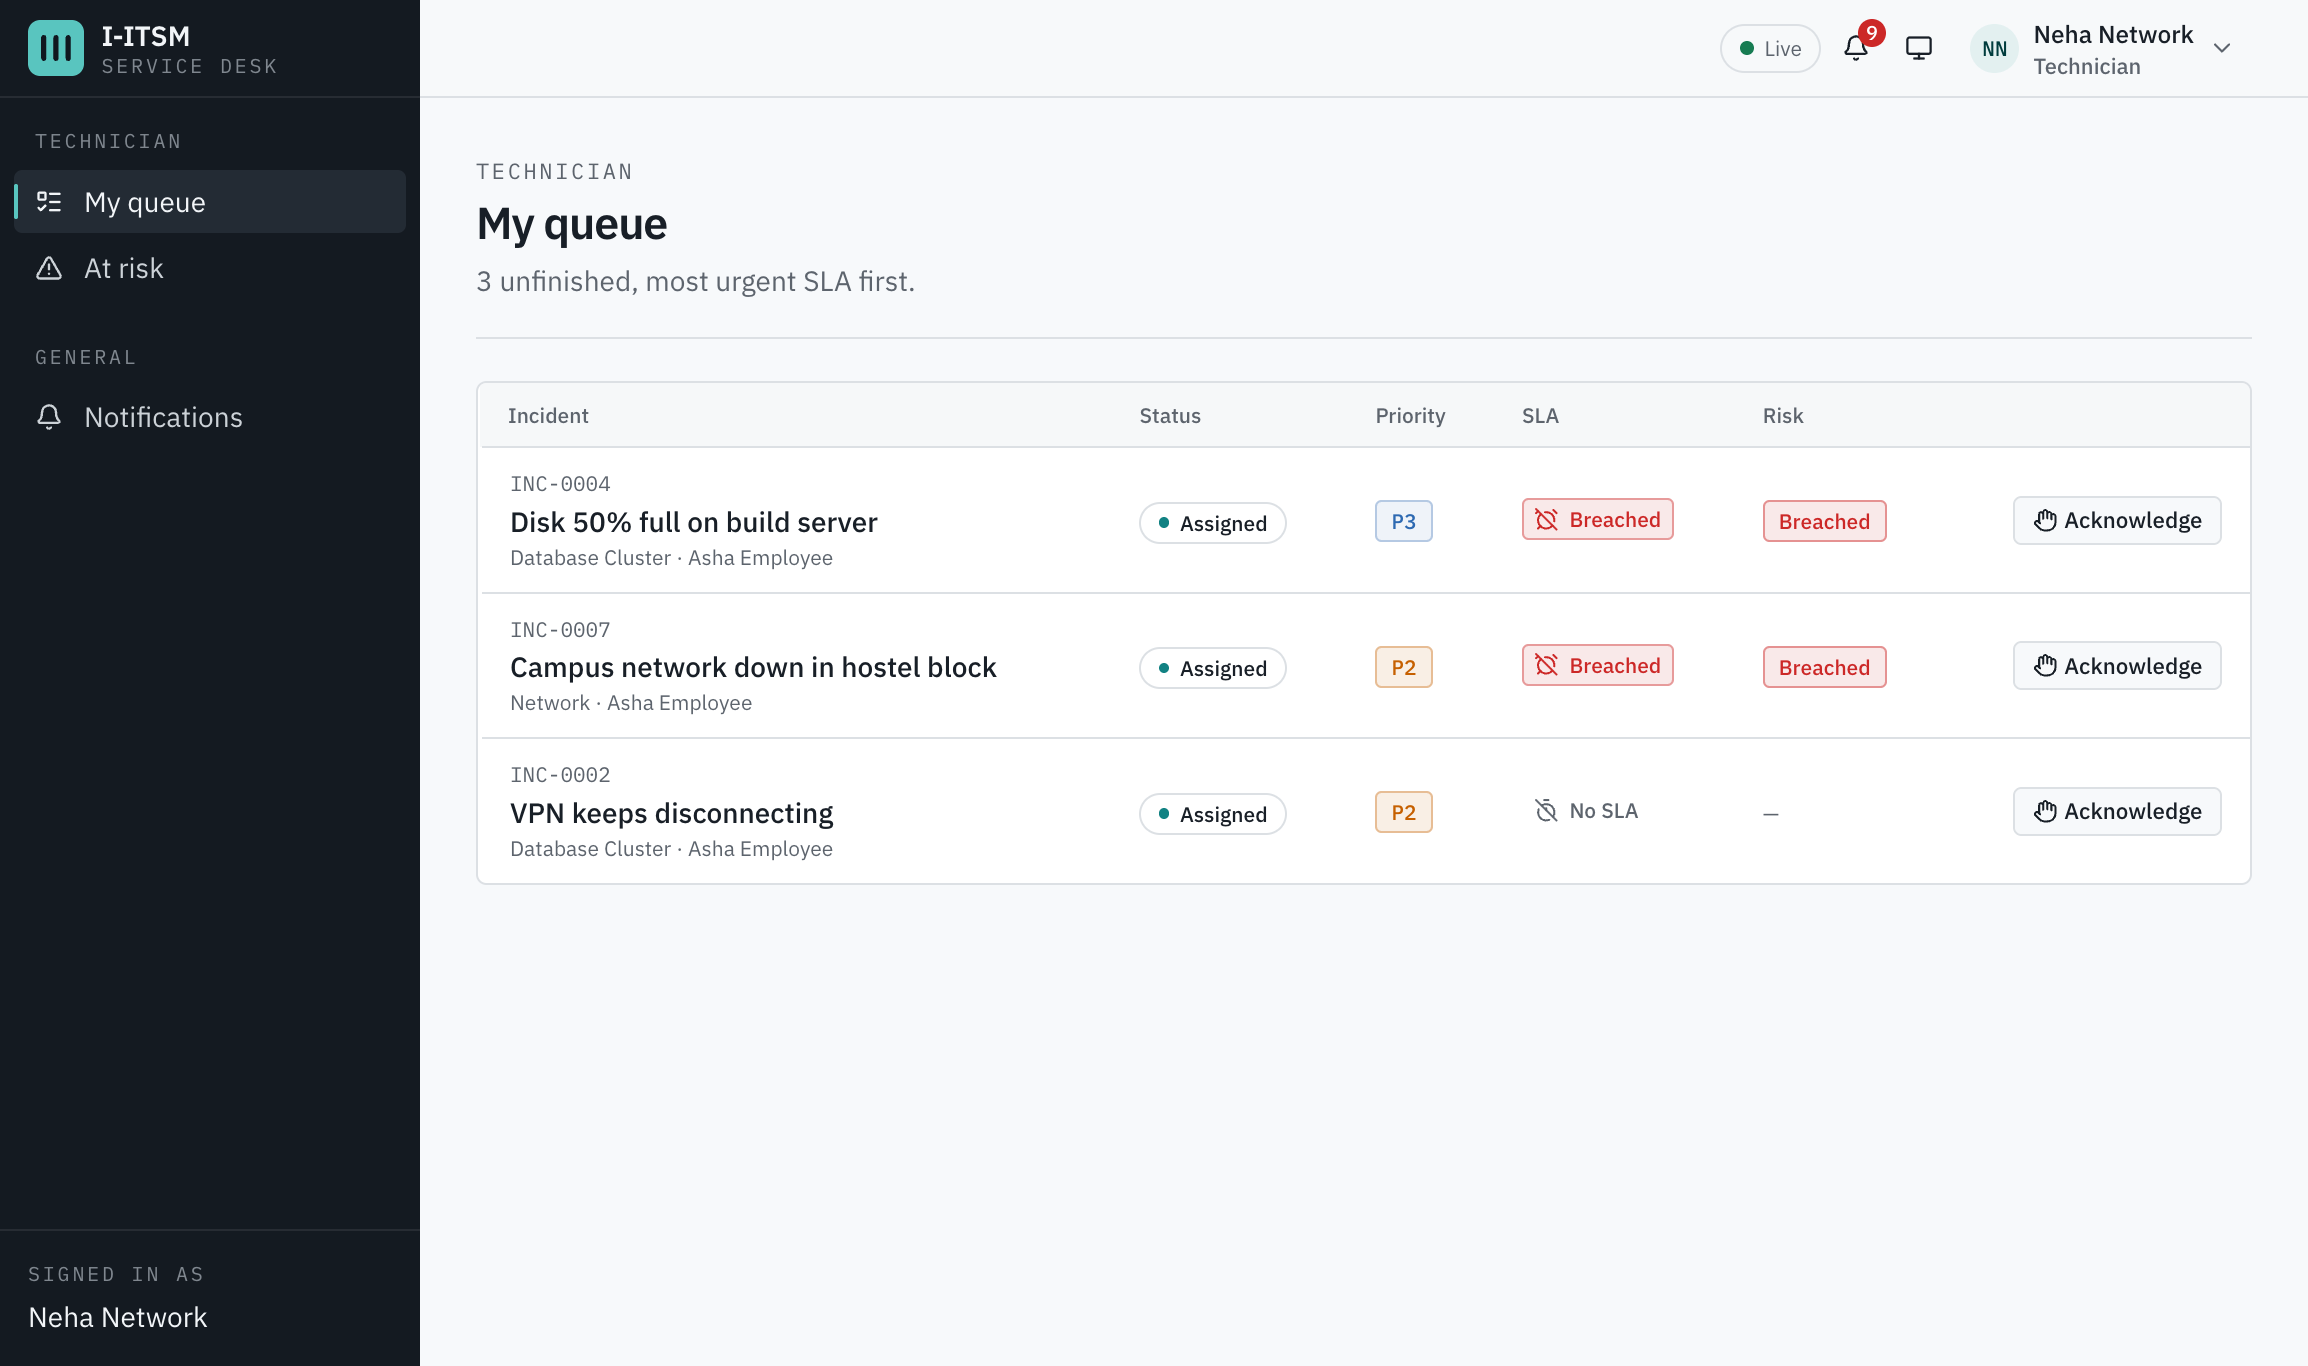 I-ITSM
SERVICE DESK
TECHNICIAN
My queue
At risk
GENERAL
Notifications
SIGNED IN AS
Neha Network
Live
9
NN
Neha Network
Technician
TECHNICIAN
My queue
3 unfinished, most urgent SLA first.
Incident Status Priority SLA Risk
INC-0004
Disk 50% full on build server
Database Cluster · Asha Employee
Assigned P3 Breached Breached Acknowledge
INC-0007
Campus network down in hostel block
Network · Asha Employee
Assigned P2 Breached Breached Acknowledge
INC-0002
VPN keeps disconnecting
Database Cluster · Asha Employee
Assigned P2 No SLA — Acknowledge